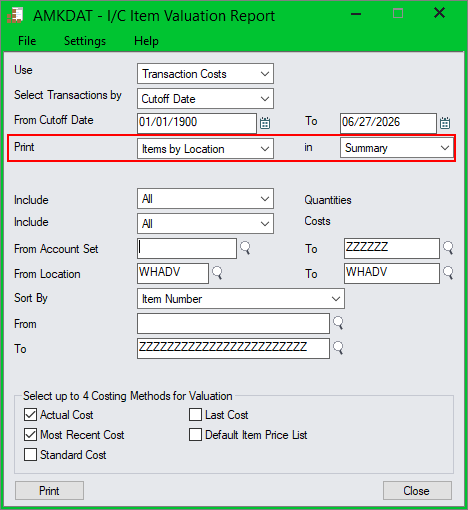 AMKDAT - I/C Item Valuation Report
File Settings Help
Use Transaction Costs
Select Transactions by Cutoff Date
From Cutoff Date 01/01/1900 To 06/27/2026
Print Items by Location in Summary
Include All Quantities
Include All Costs
From Account Set To ZZZZZZ
From Location WHADV To WHADV
Sort By Item Number
From
To ZZZZZZZZZZZZZZZZZZZZZZZZ
Select up to 4 Costing Methods for Valuation
Actual Cost Last Cost
Most Recent Cost Default Item Price List
Standard Cost
Print Close